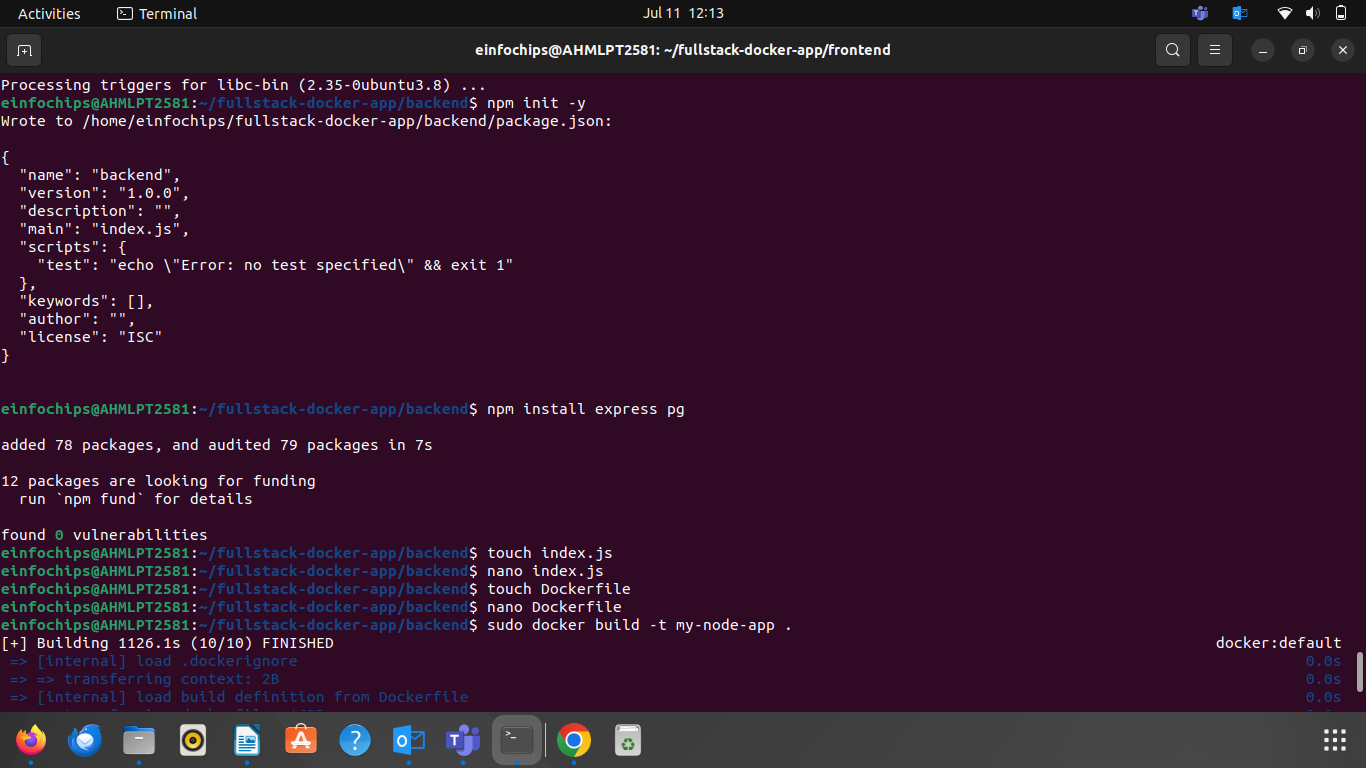 Activities
Terminal
Jul 11 12:13
einfochips@AHMLPT2581: ~/fullstack-docker-app/frontend
Processing triggers for libc-bin (2.35-0ubuntu3.8) ...
einfochips@AHMLPT2581:~/fullstack-docker-app/backend$ npm init -y
Wrote to /home/einfochips/fullstack-docker-app/backend/package.json:
{
  "name": "backend",
  "version": "1.0.0",
  "description": "",
  "main": "index.js",
  "scripts": {
    "test": "echo \"Error: no test specified\" && exit 1"
  },
  "keywords": [],
  "author": "",
  "license": "ISC"
}
einfochips@AHMLPT2581:~/fullstack-docker-app/backend$ npm install express pg
added 78 packages, and audited 79 packages in 7s
12 packages are looking for funding
  run `npm fund` for details
found 0 vulnerabilities
einfochips@AHMLPT2581:~/fullstack-docker-app/backend$ touch index.js
einfochips@AHMLPT2581:~/fullstack-docker-app/backend$ nano index.js
einfochips@AHMLPT2581:~/fullstack-docker-app/backend$ touch Dockerfile
einfochips@AHMLPT2581:~/fullstack-docker-app/backend$ nano Dockerfile
einfochips@AHMLPT2581:~/fullstack-docker-app/backend$ sudo docker build -t my-node-app .
[+] Building 1126.1s (10/10) FINISHED docker:default
 => [internal] load .dockerignore 0.0s
 => => transferring context: 2B 0.0s
 => [internal] load build definition from Dockerfile 0.0s